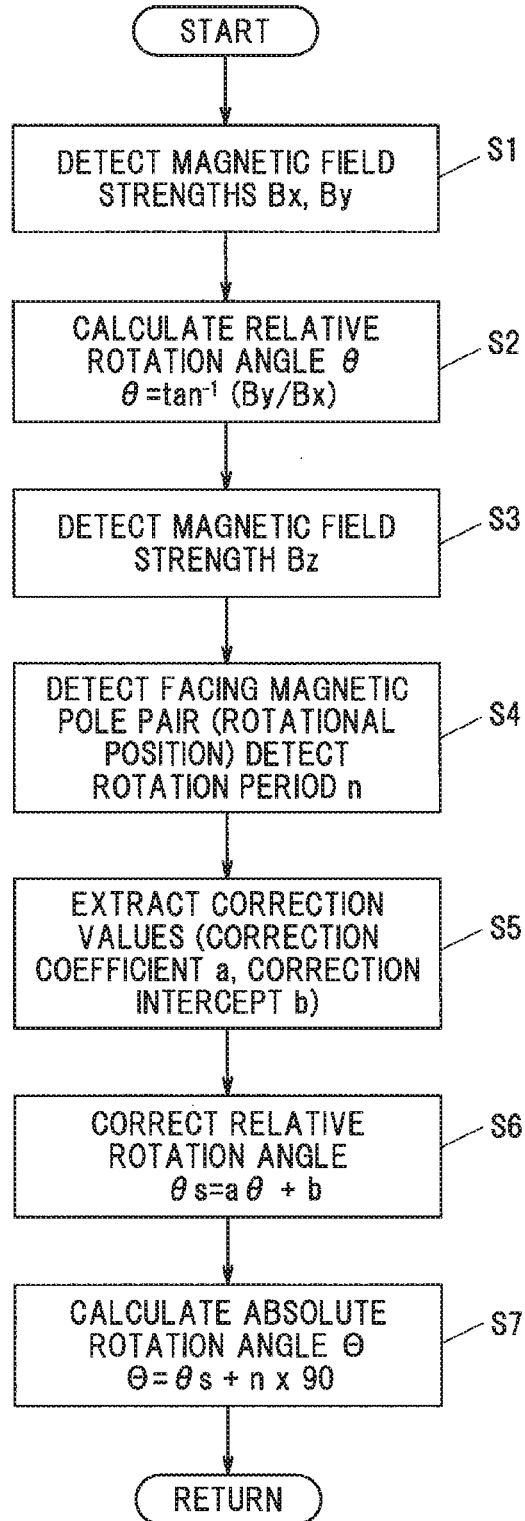 START
DETECT MAGNETIC FIELD
STRENGTHS Bx, By
S1
CALCULATE RELATIVE
ROTATION ANGLE θ
θ=tan⁻¹ (By/Bx)
S2
DETECT MAGNETIC FIELD
STRENGTH Bz
S3
DETECT FACING MAGNETIC
POLE PAIR (ROTATIONAL
POSITION) DETECT
ROTATION PERIOD n
S4
EXTRACT CORRECTION
VALUES (CORRECTION
COEFFICIENT a, CORRECTION
INTERCEPT b)
S5
CORRECT RELATIVE
ROTATION ANGLE
θs=aθ + b
S6
CALCULATE ABSOLUTE
ROTATION ANGLE Θ
Θ=θs + n x 90
S7
RETURN